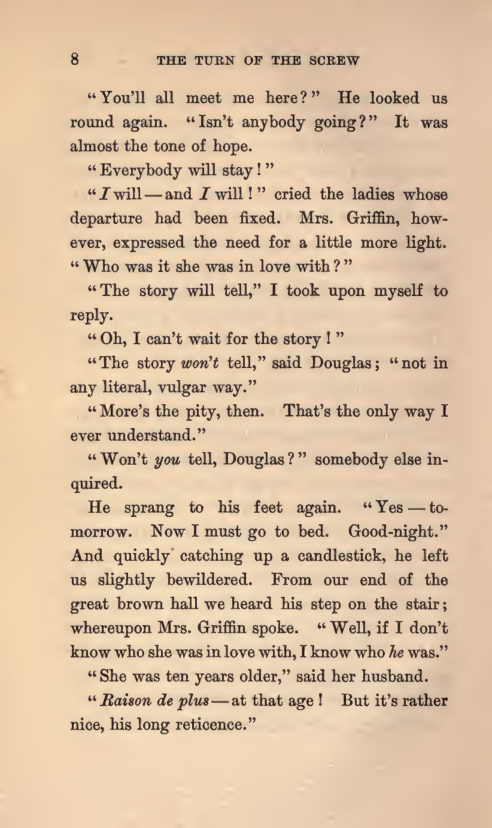 8 THE TURN OF THE SCREW
"You'll all meet me here?" He looked us
round again. "Isn't anybody going?" It was
almost the tone of hope.
"Everybody will stay!"
"I will—and I will!" cried the ladies whose
departure had been fixed. Mrs. Griffin, how-
ever, expressed the need for a little more light.
"Who was it she was in love with?"
"The story will tell," I took upon myself to
reply.
"Oh, I can't wait for the story!"
"The story won't tell," said Douglas; "not in
any literal, vulgar way."
"More's the pity, then. That's the only way I
ever understand."
"Won't you tell, Douglas?" somebody else in-
quired.
He sprang to his feet again. "Yes—to-
morrow. Now I must go to bed. Good-night."
And quickly catching up a candlestick, he left
us slightly bewildered. From our end of the
great brown hall we heard his step on the stair;
whereupon Mrs. Griffin spoke. "Well, if I don't
know who she was in love with, I know who he was."
"She was ten years older," said her husband.
"Raison de plus—at that age! But it's rather
nice, his long reticence."